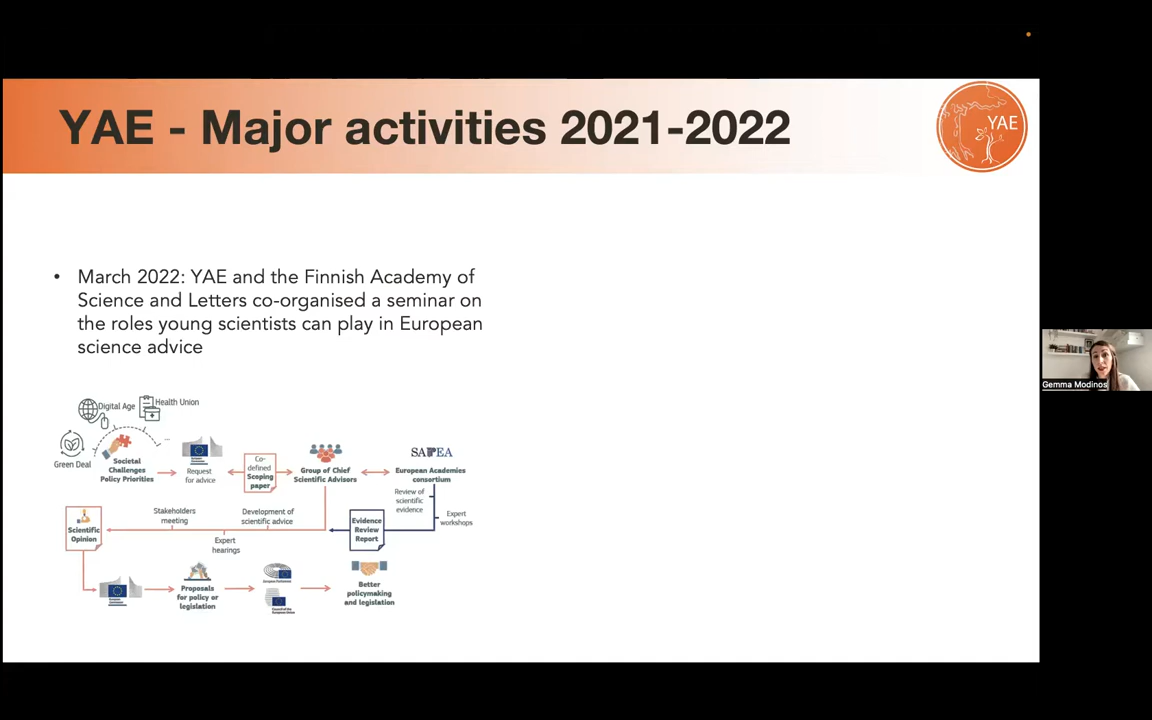 YAE - Major activities 2021-2022
YAE
• March 2022: YAE and the Finnish Academy of
Science and Letters co-organised a seminar on
the roles young scientists can play in European
science advice
Gemma Modinos
Digital Age
Health Union
Green Deal
Societal
Challenges
Policy Priorities
Request
for advice
Co-
defined
Scoping
paper
Group of Chief
Scientific Advisors
SAPEA
European Academies
consortium
Review of
scientific
evidence
Expert
workshops
Stakeholders
meeting
Development of
scientific advice
Expert
hearings
Evidence
Review
Report
Scientific
Opinion
Proposals
for policy or
legislation
Better
policymaking
and legislation